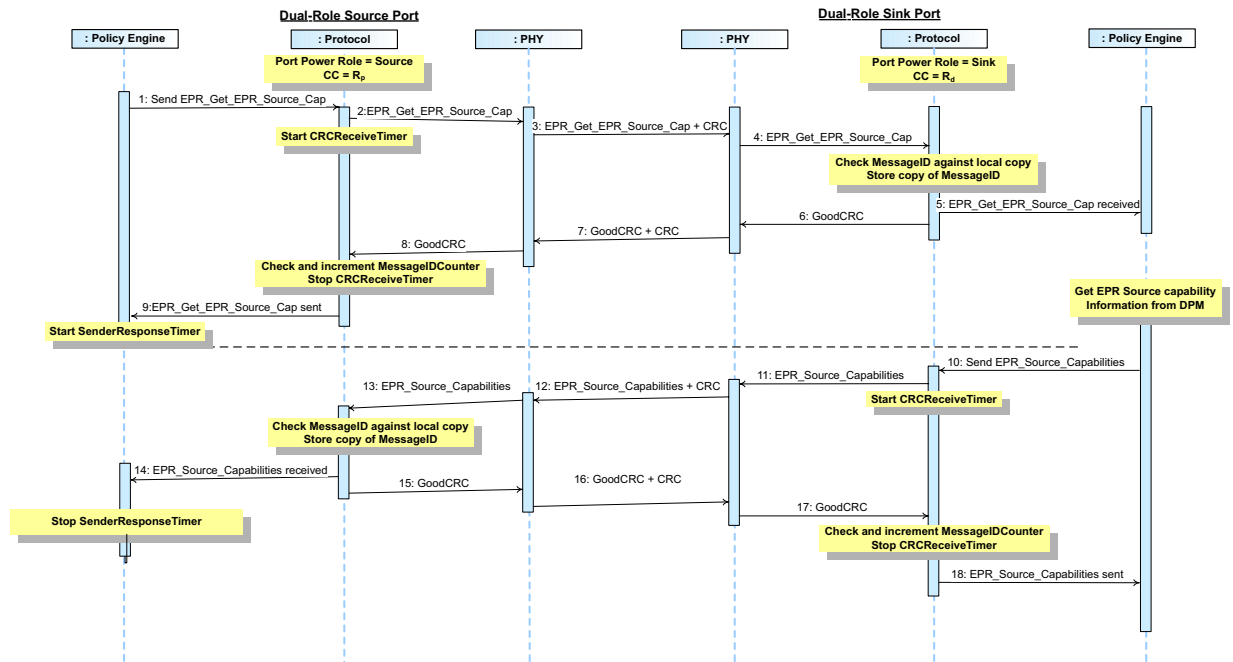 Dual-Role Source Port
Dual-Role Sink Port
: Policy Engine
: Protocol
: PHY
: PHY
: Protocol
: Policy Engine
Port Power Role = Source
CC = Rp
Port Power Role = Sink
CC = Rd
1: Send EPR_Get_EPR_Source_Cap
2:EPR_Get_EPR_Source_Cap
Start CRCReceiveTimer
3: EPR_Get_EPR_Source_Cap + CRC
4: EPR_Get_EPR_Source_Cap
Check MessageID against local copy
Store copy of MessageID
5: EPR_Get_EPR_Source_Cap received
6: GoodCRC
7: GoodCRC + CRC
8: GoodCRC
Check and increment MessageIDCounter
Stop CRCReceiveTimer
9:EPR_Get_EPR_Source_Cap sent
Start SenderResponseTimer
Get EPR Source capability
Information from DPM
10: Send EPR_Source_Capabilities
11: EPR_Source_Capabilities
Start CRCReceiveTimer
12: EPR_Source_Capabilities + CRC
13: EPR_Source_Capabilities
Check MessageID against local copy
Store copy of MessageID
14: EPR_Source_Capabilities received
15: GoodCRC
16: GoodCRC + CRC
17: GoodCRC
Stop SenderResponseTimer
Check and increment MessageIDCounter
Stop CRCReceiveTimer
18: EPR_Source_Capabilities sent